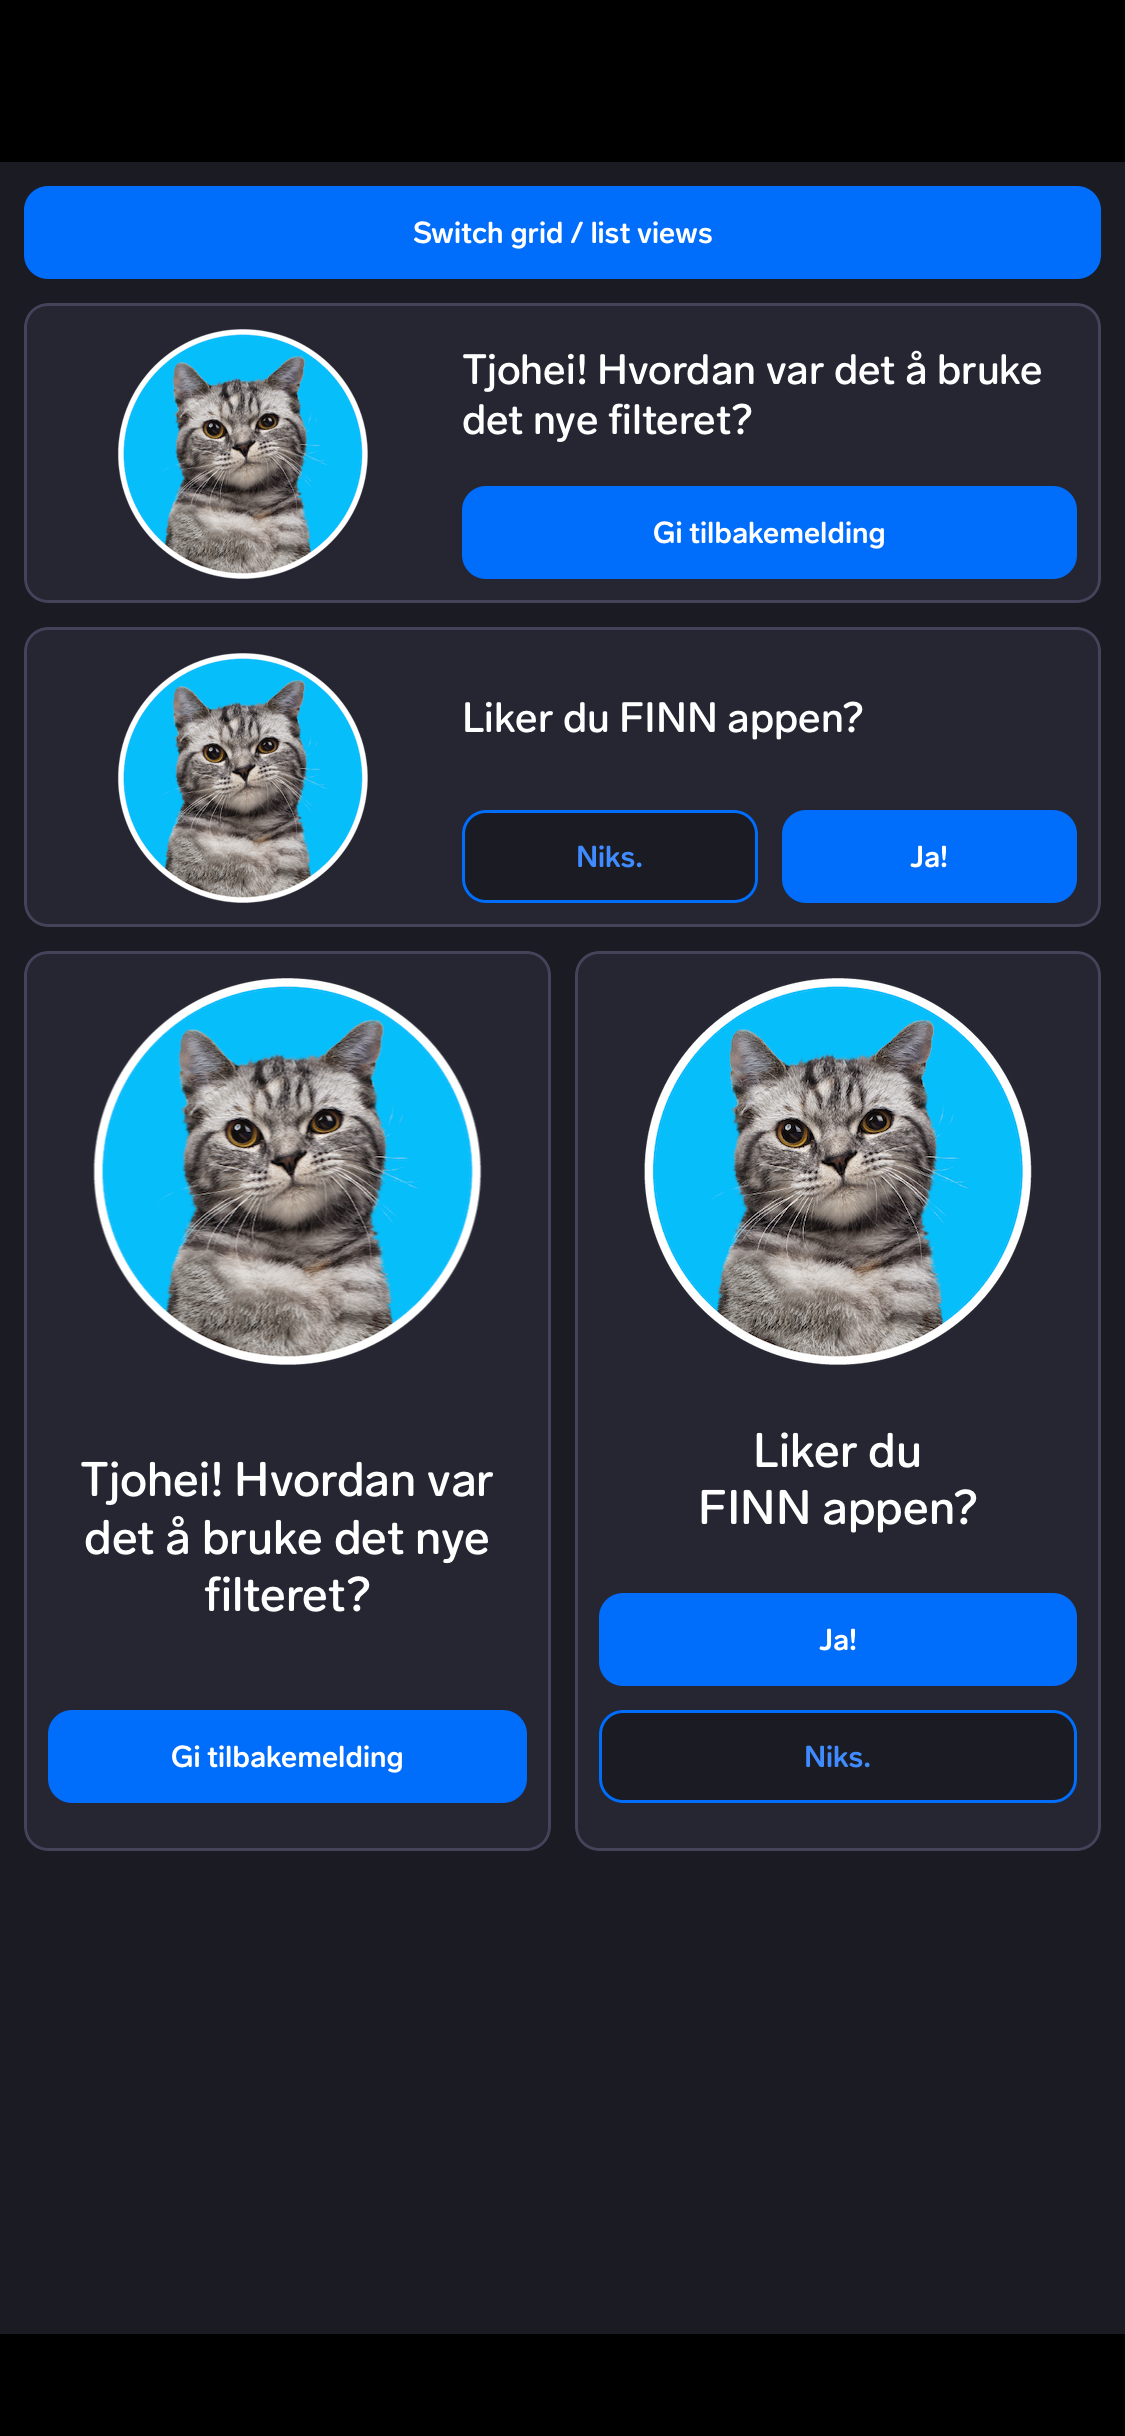 Switch grid / list views
Tjohei! Hvordan var det å bruke
det nye filteret?
Gi tilbakemelding
Liker du FINN appen?
Niks.
Ja!
Tjohei! Hvordan var
det å bruke det nye
filteret?
Gi tilbakemelding
Liker du
FINN appen?
Ja!
Niks.